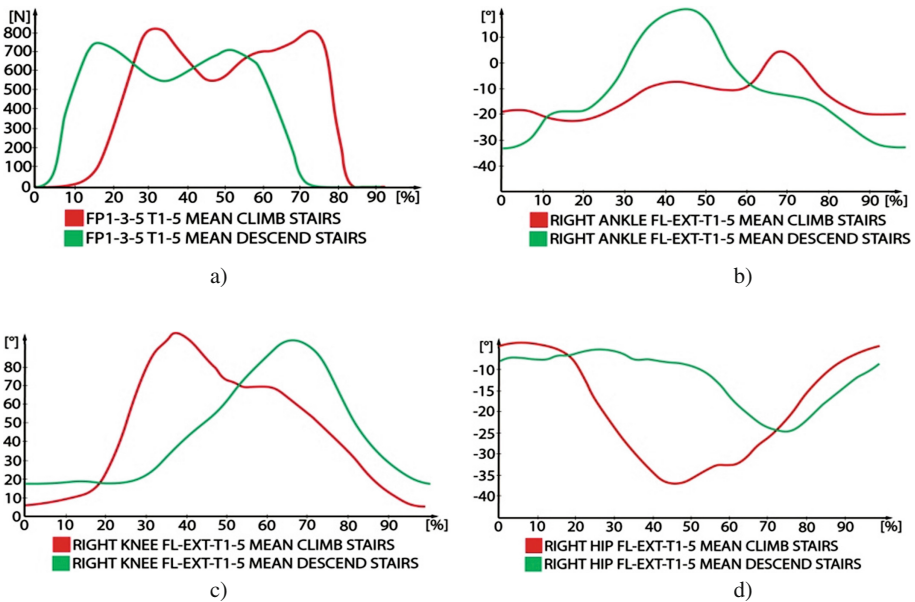 [N]
800
700
600
500
400
300
200
100
0
0 10 20 30 40 50 60 70 80 90 [%]
FP1-3-5 T1-5 MEAN CLIMB STAIRS
FP1-3-5 T1-5 MEAN DESCEND STAIRS
a)
[°]
10
0
-10
-20
-30
-40
0 10 20 30 40 50 60 70 80 90 [%]
RIGHT ANKLE FL-EXT-T1-5 MEAN CLIMB STAIRS
RIGHT ANKLE FL-EXT-T1-5 MEAN DESCEND STAIRS
b)
[°]
80
70
60
50
40
30
20
10
0
0 10 20 30 40 50 60 70 80 90 [%]
RIGHT KNEE FL-EXT-T1-5 MEAN CLIMB STAIRS
RIGHT KNEE FL-EXT-T1-5 MEAN DESCEND STAIRS
c)
[°]
-10
-15
-20
-25
-30
-35
-40
0 10 20 30 40 50 60 70 80 90 [%]
RIGHT HIP FL-EXT-T1-5 MEAN CLIMB STAIRS
RIGHT HIP FL-EXT-T1-5 MEAN DESCEND STAIRS
d)